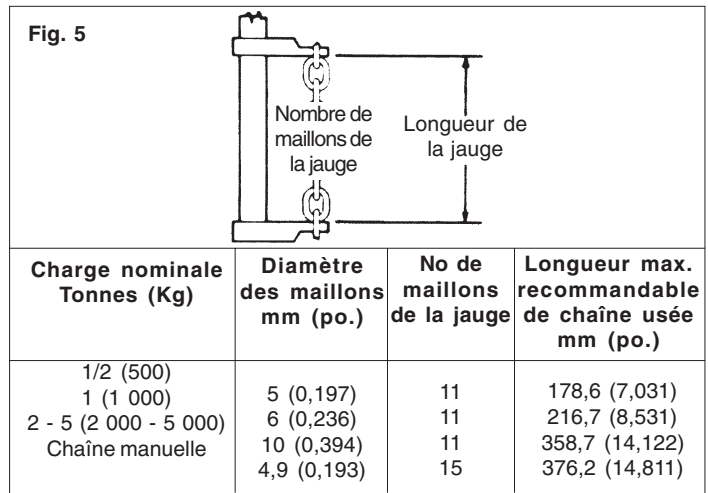 Fig. 5
Nombre de
maillons de
la jauge
Longueur de
la jauge
Charge nominale
Tonnes (Kg)
Diamètre
des maillons
mm (po.)
No de
maillons
de la jauge
Longueur max.
recommandable
de chaîne usée
mm (po.)
1/2 (500)
1 (1 000)
2 - 5 (2 000 - 5 000)
Chaîne manuelle
5 (0,197)
6 (0,236)
10 (0,394)
4,9 (0,193)
11
11
11
15
178,6 (7,031)
216,7 (8,531)
358,7 (14,122)
376,2 (14,811)